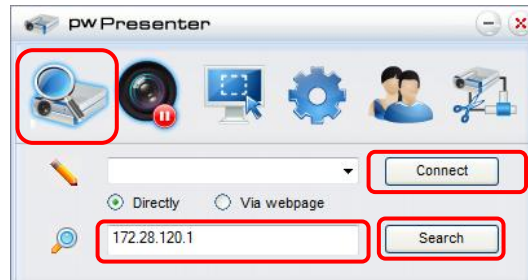 pwPresenter
Connect
Directly Via webpage
172.28.120.1 Search